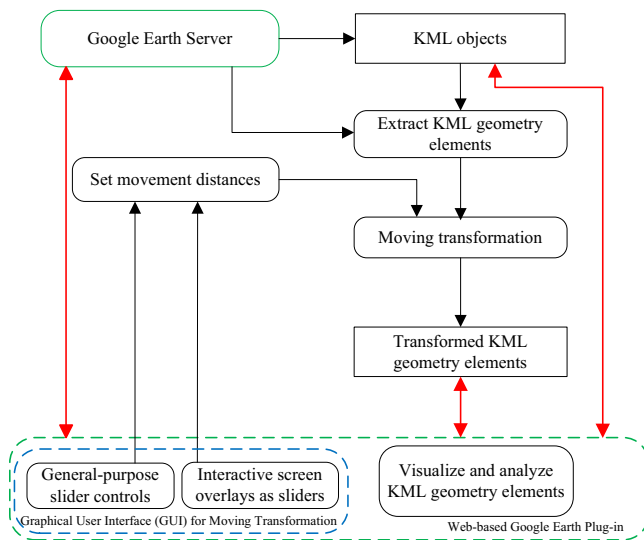 Google Earth Server
KML objects
Extract KML geometry
elements
Set movement distances
Moving transformation
Transformed KML
geometry elements
General-purpose
slider controls
Interactive screen
overlays as sliders
Visualize and analyze
KML geometry elements
Graphical User Interface (GUI) for Moving Transformation
Web-based Google Earth Plug-in